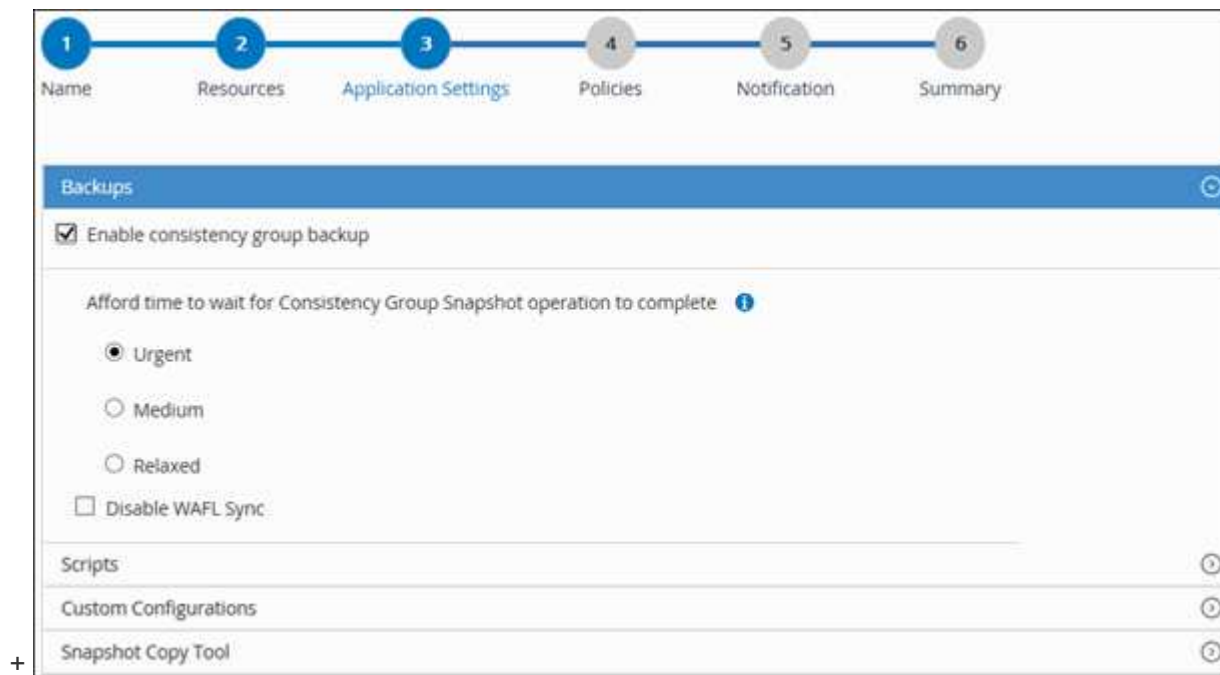 1 2 3 4 5 6
Name Resources Application Settings Policies Notification Summary
Backups
Enable consistency group backup
Afford time to wait for Consistency Group Snapshot operation to complete i
Urgent
Medium
Relaxed
Disable WAFL Sync
Scripts
Custom Configurations
Snapshot Copy Tool
+